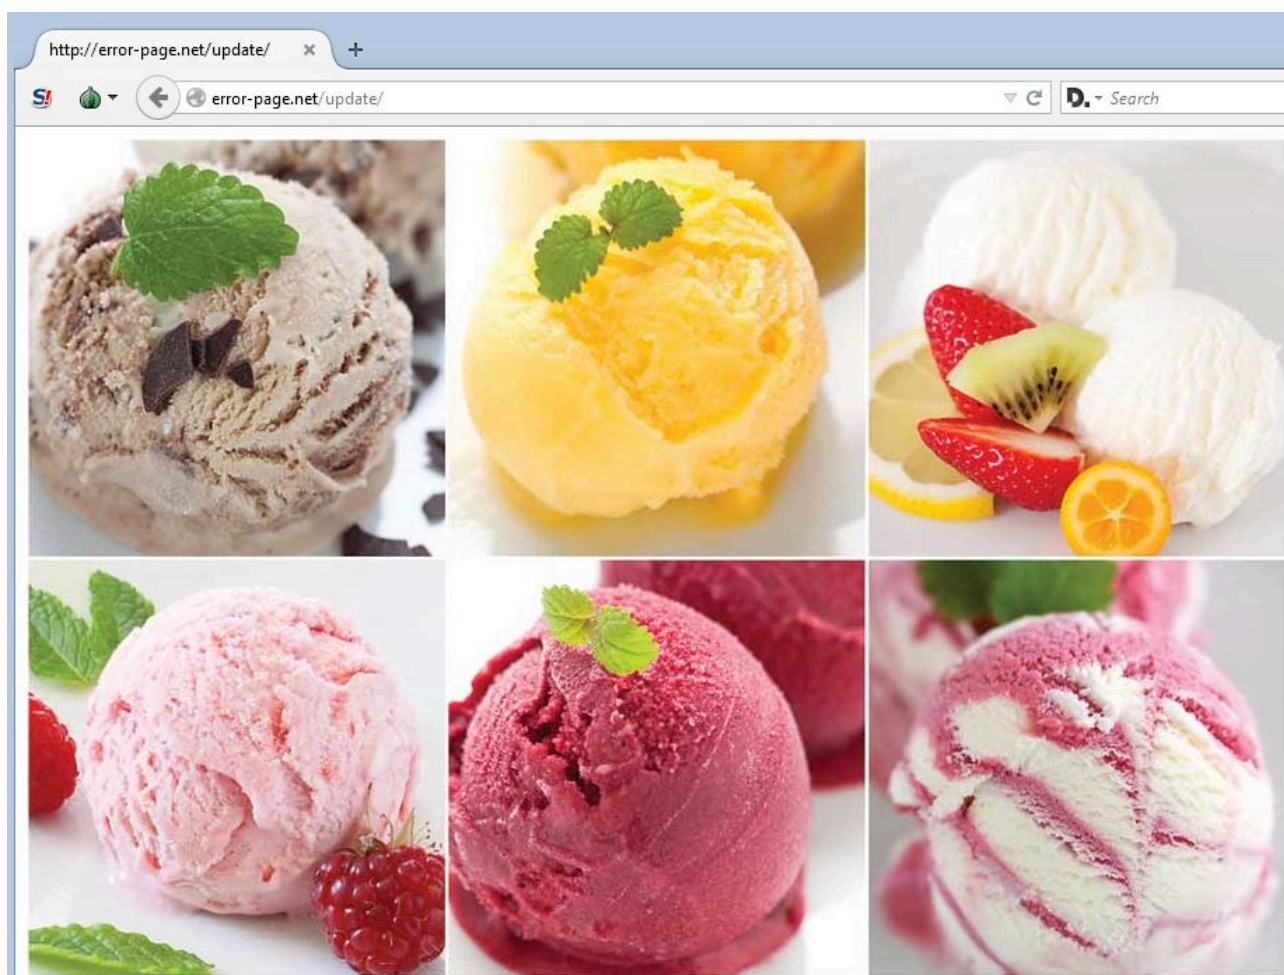 http://error-page.net/update/
S!
error-page.net/update/
D.
Search